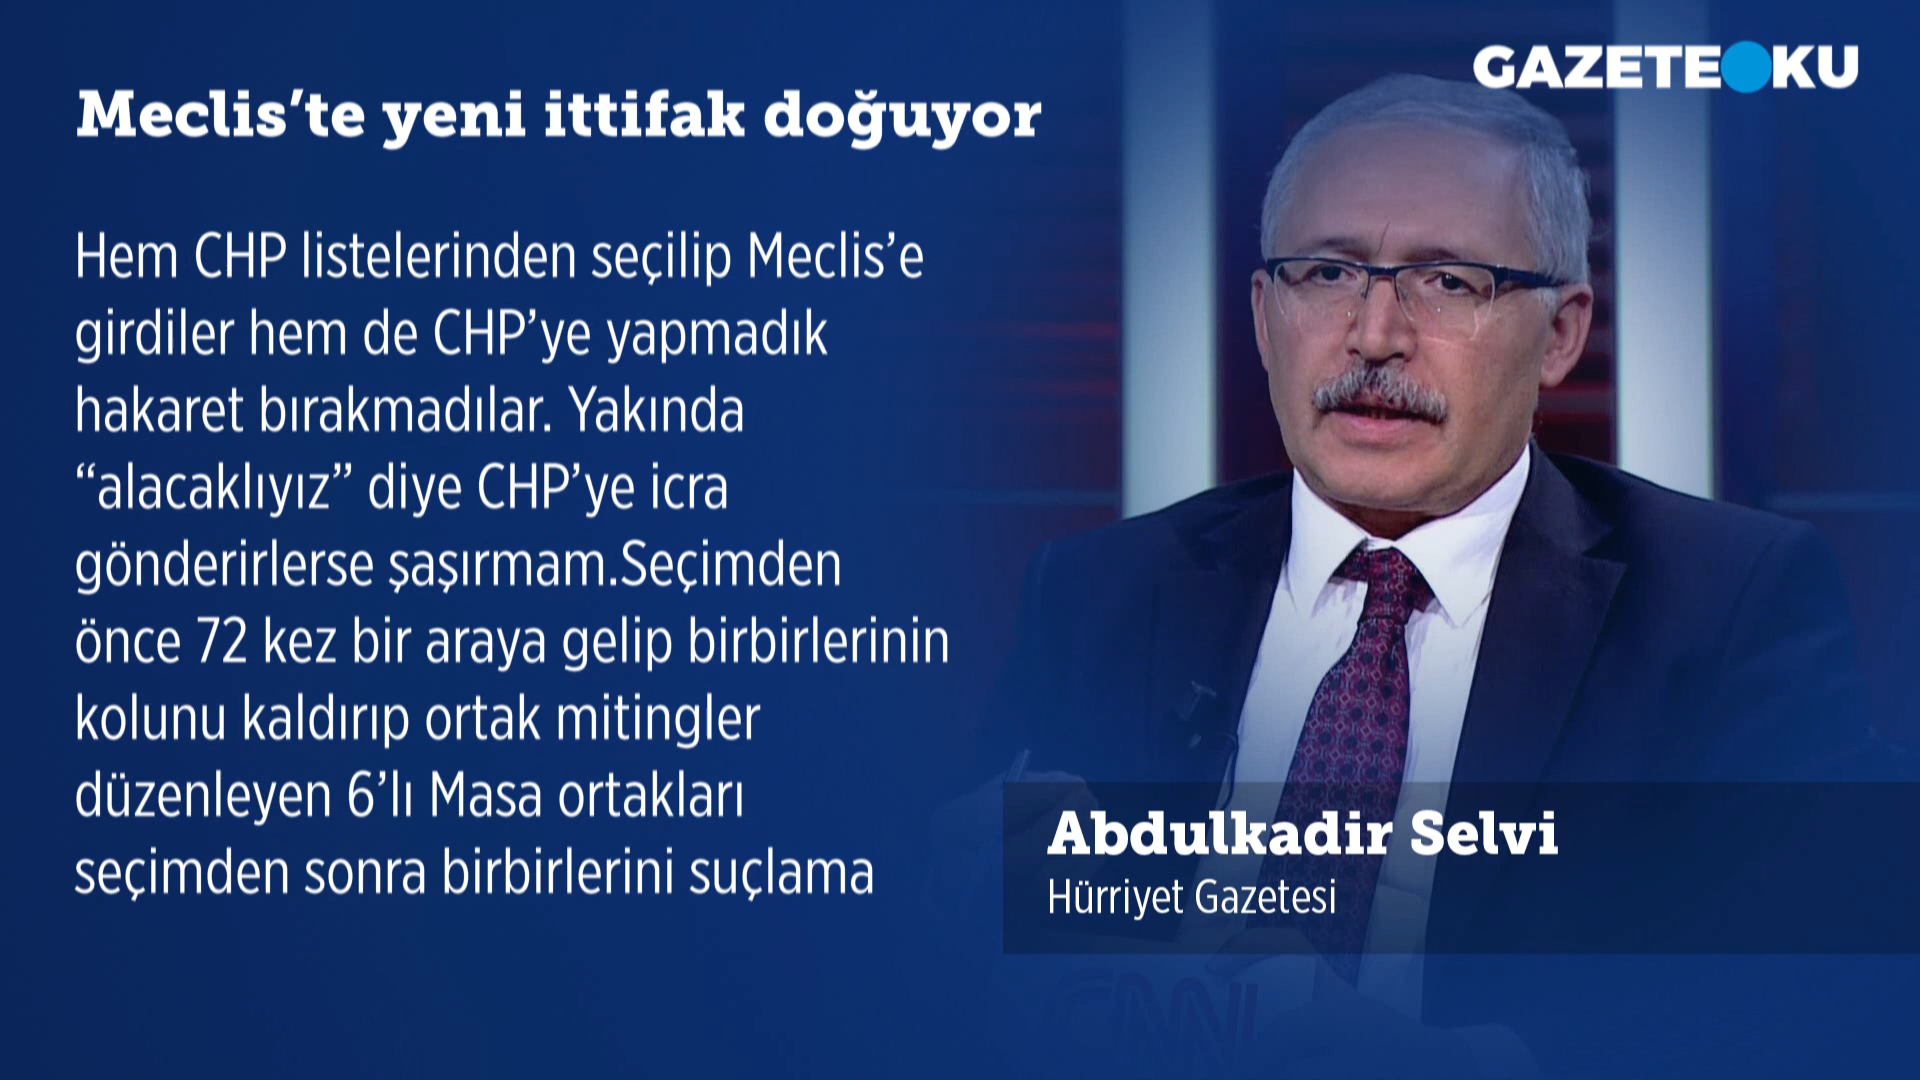 GAZETEOKU
Meclis’te yeni ittifak doğuyor
Hem CHP listelerinden seçilip Meclis’e
girdiler hem de CHP’ye yapmadık
hakaret bırakmadılar. Yakında
“alacaklıyız” diye CHP’ye icra
gönderirlerse şaşırmam.Seçimden
önce 72 kez bir araya gelip birbirlerinin
kolunu kaldırıp ortak mitingler
düzenleyen 6’lı Masa ortakları
seçimden sonra birbirlerini suçlama
Abdulkadir Selvi
Hürriyet Gazetesi
CNN